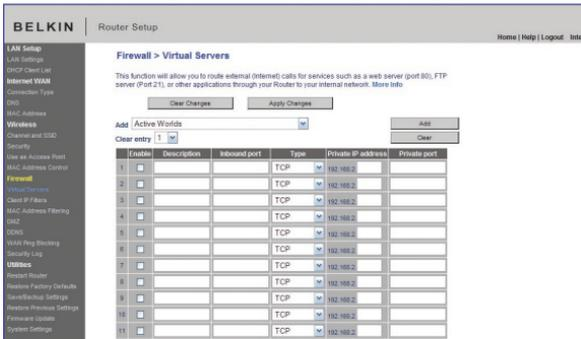 BELKIN
Router Setup
Home | Help | Logout
LAN Setup
LAN Settings
DHCP Client List
Internet WAN
Connection Type
DNS
MAC Address
Wireless
Channel and SSID
Security
Use as Access Point
MAC Address Control
Firewall
Virtual Servers
Client IP Filters
MAC Address Filtering
DMZ
DDNS
WAN Ping Blocking
Security Log
Utilities
Restart Router
Restore Factory Defaults
Save/Backup Settings
Restore Previous Settings
Firmware Update
System Settings
Firewall > Virtual Servers
This function will allow you to route external (Internet) calls for services such as a web server (port 80), FTP
server (Port 21), or other applications through your Router to your internal network. More Info
Clear Changes Apply Changes
Add Active Worlds Add
Clear entry 1 Clear
Enable Description Inbound port Type Private IP address Private port
1 TCP 192.168.2.
2 TCP 192.168.2.
3 TCP 192.168.2.
4 TCP 192.168.2.
5 TCP 192.168.2.
6 TCP 192.168.2.
7 TCP 192.168.2.
8 TCP 192.168.2.
9 TCP 192.168.2.
10 TCP 192.168.2.
11 TCP 192.168.2.